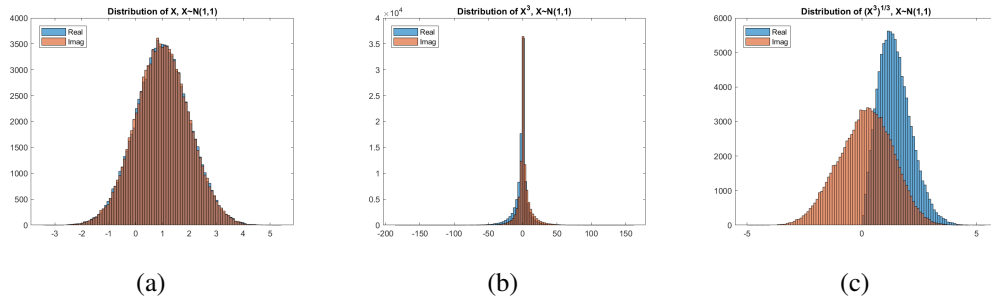 Distribution of X, X~N(1,1)
Real
Imag
4000
3500
3000
2500
2000
1500
1000
500
0
-3 -2 -1 0 1 2 3 4 5
(a)
Distribution of X³, X~N(1,1)
×10⁴
Real
Imag
4
3.5
3
2.5
2
1.5
1
0.5
0
-200 -150 -100 -50 0 50 100 150
(b)
Distribution of (X³)^1/3, X~N(1,1)
Real
Imag
6000
5000
4000
3000
2000
1000
0
-5 0 5
(c)